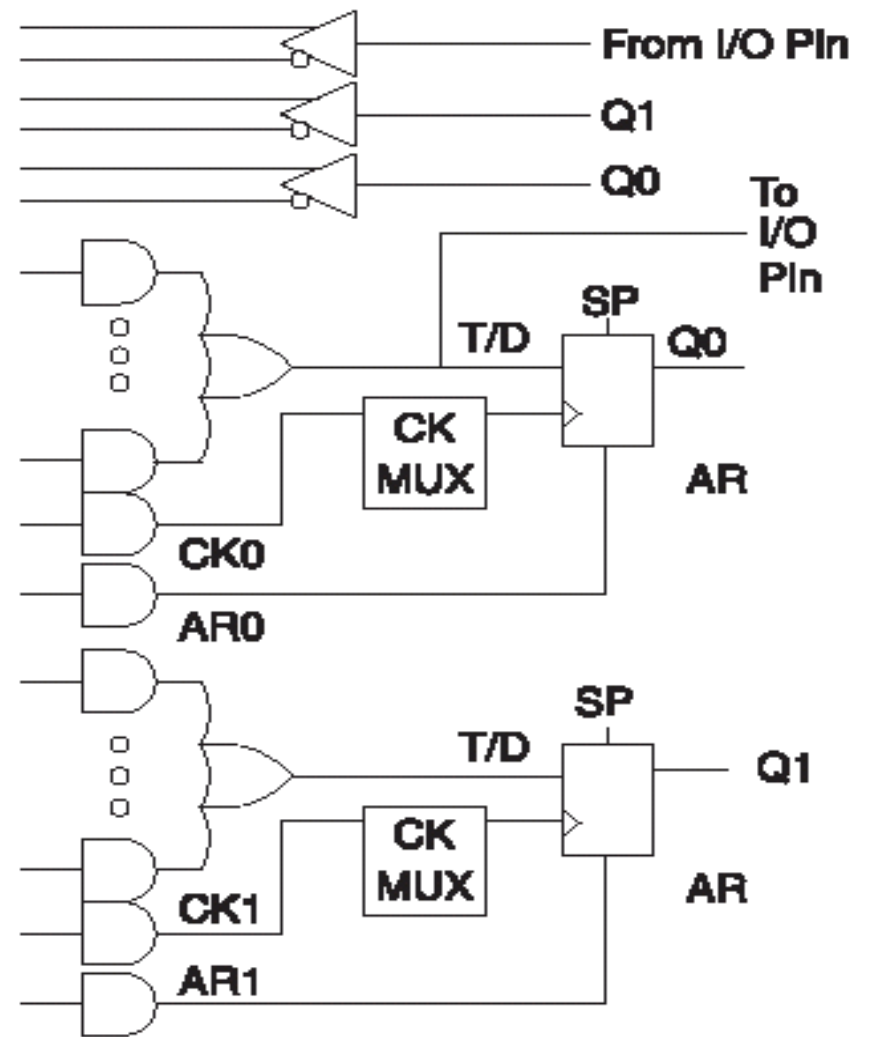 From I/O Pin
Q1
Q0
To
I/O
Pin
SP
T/D
Q0
CK
MUX
AR
CK0
AR0
SP
T/D
Q1
CK
MUX
AR
CK1
AR1